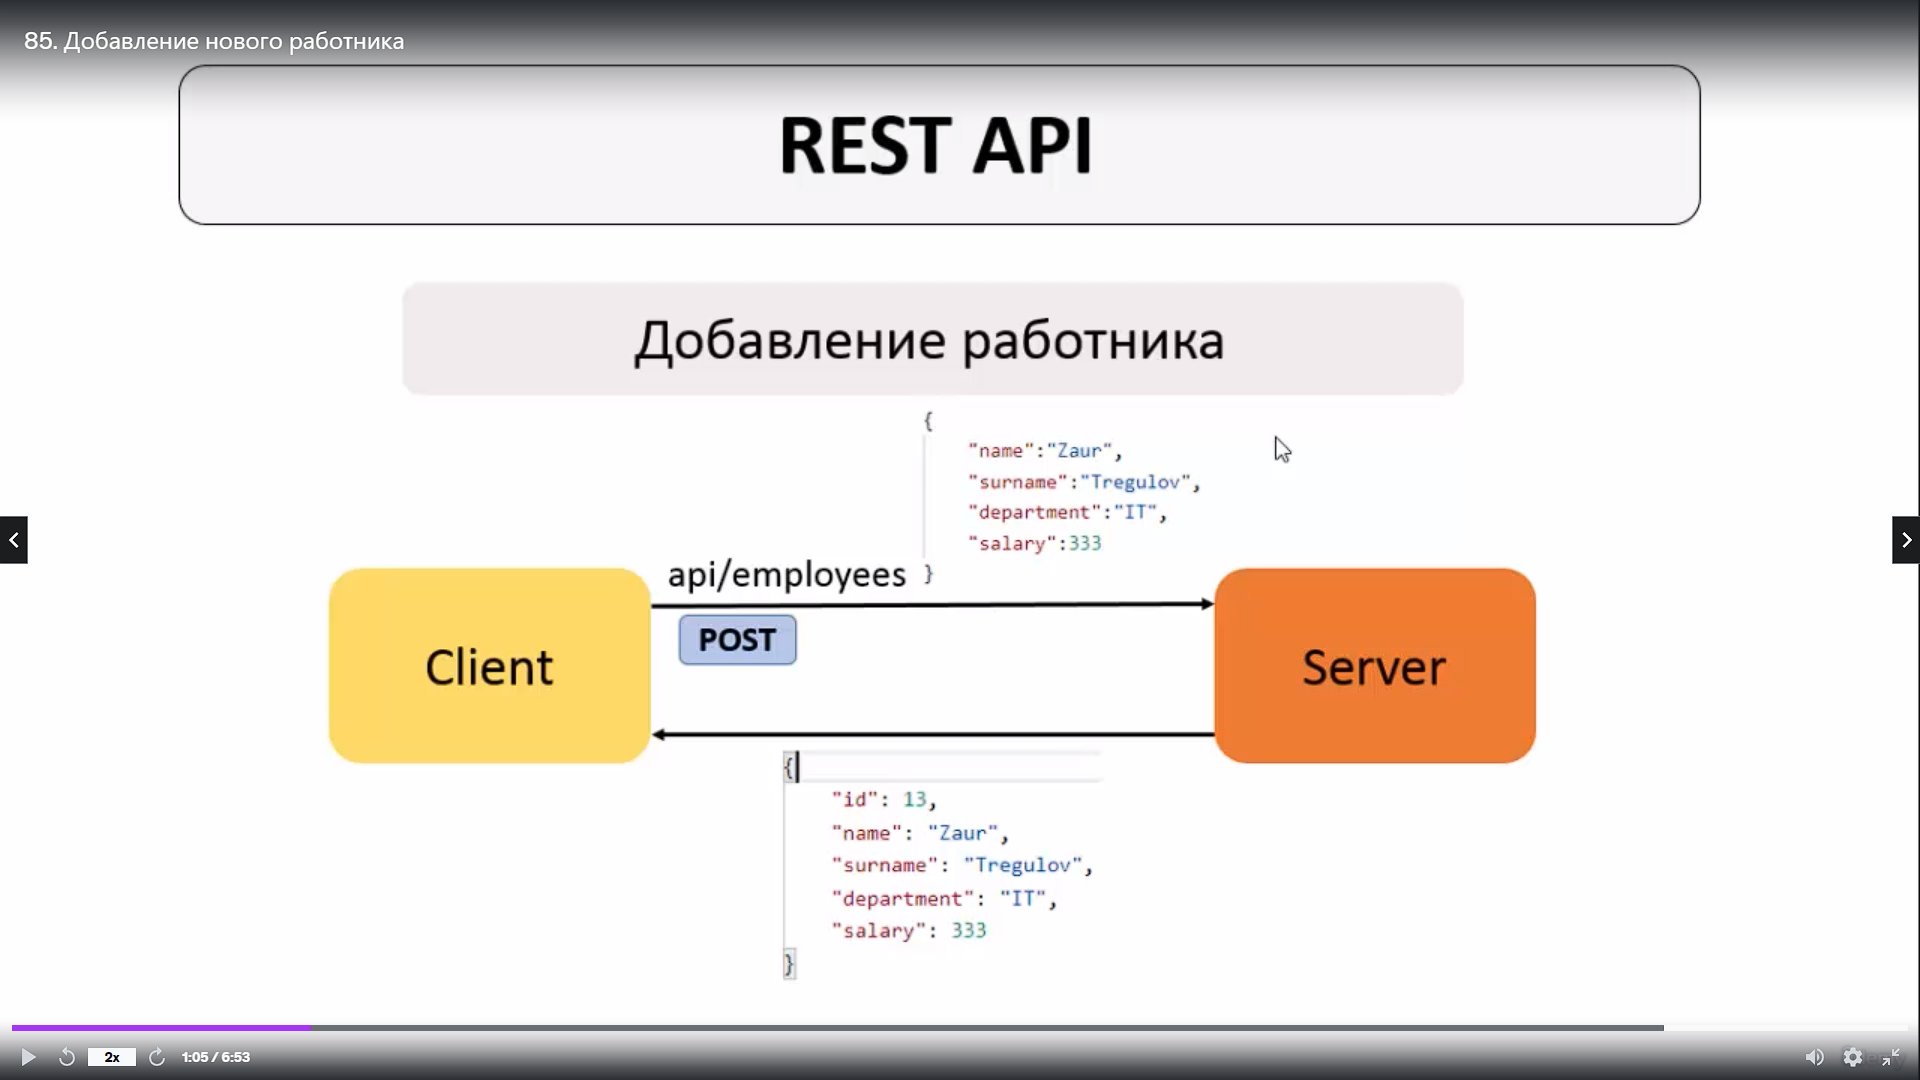 85. Добавление нового работника
REST API
Добавление работника
{
"name":"Zaur",
"surname":"Tregulov",
"department":"IT",
"salary":333
}
api/employees
POST
Client
Server
{
"id": 13,
"name": "Zaur",
"surname": "Tregulov",
"department": "IT",
"salary": 333
}
2x
1:05 / 6:53